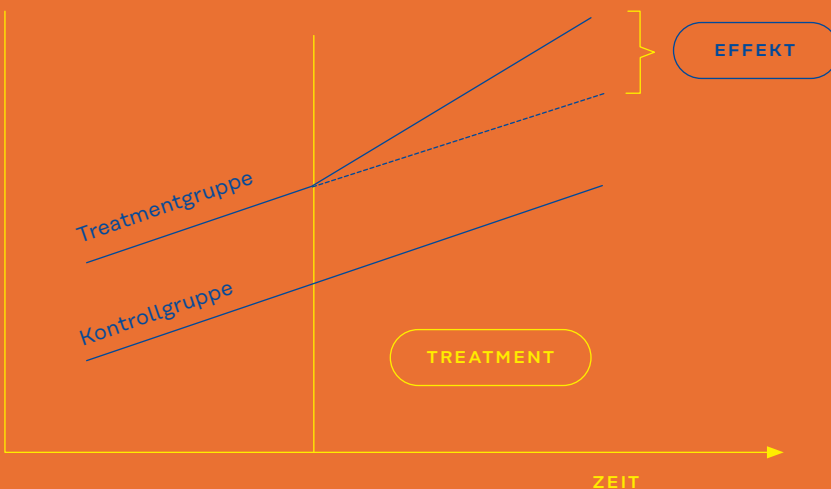 EFFEKT
Treatmentgruppe
Kontrollgruppe
TREATMENT
ZEIT